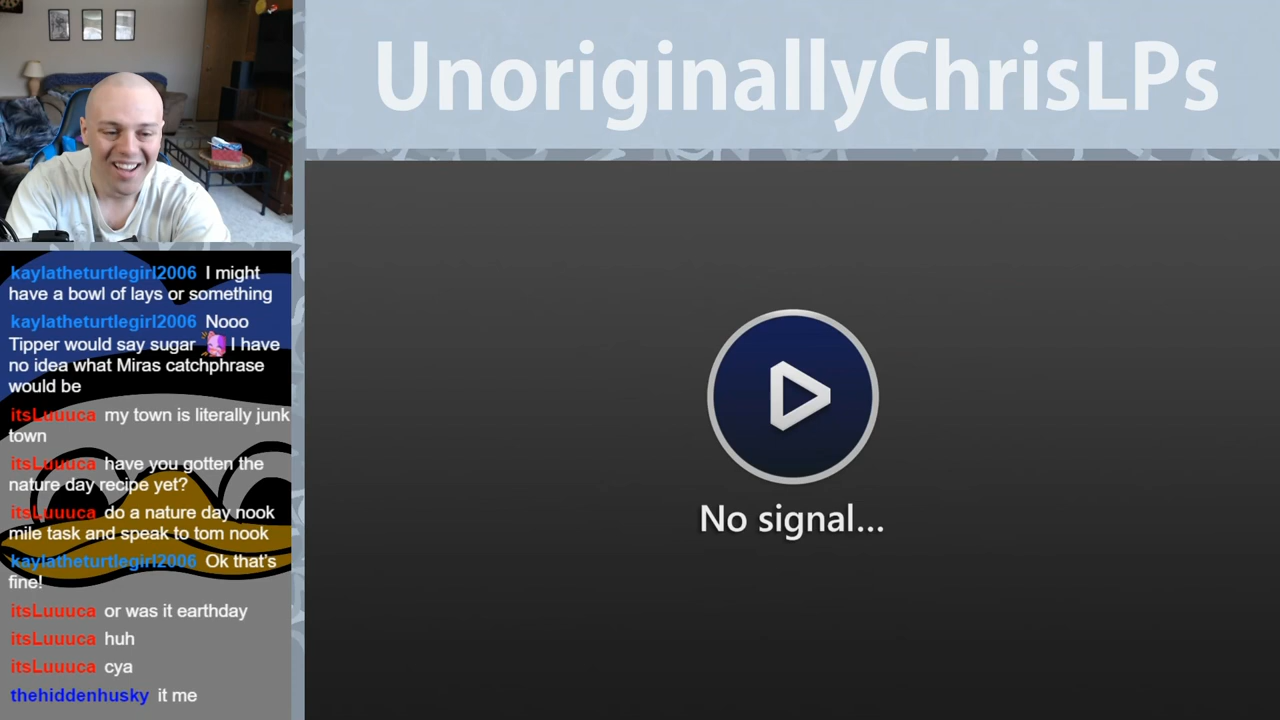 UnoriginallyChrisLPs
kaylatheturtlegirl2006 I might
have a bowl of lays or something
kaylatheturtlegirl2006 Nooo
Tipper would say sugar I have
no idea what Miras catchphrase
would be
itsLuuuca my town is literally junk
town
itsLuuuca have you gotten the
nature day recipe yet?
itsLuuuca do a nature day nook
mile task and speak to tom nook
kaylatheturtlegirl2006 Ok that's
fine!
itsLuuuca or was it earthday
itsLuuuca huh
itsLuuuca cya
thehiddenhusky it me
No signal...